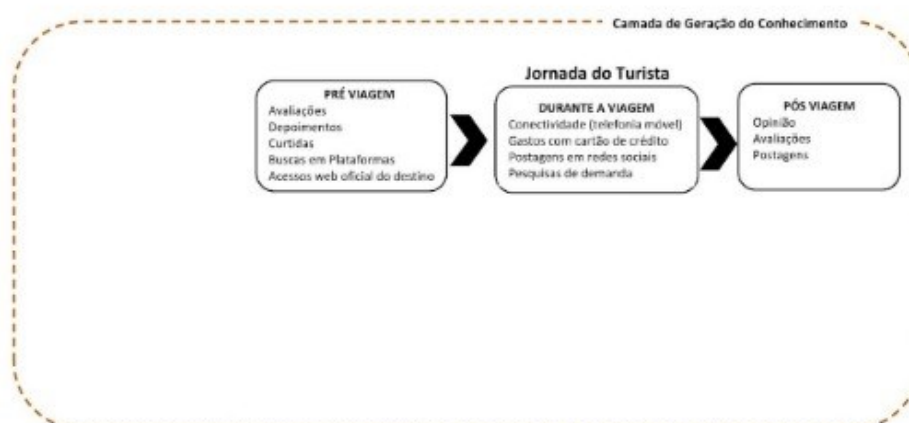 Camada de Geração do Conhecimento
Jornada do Turista
PRÉ VIAGEM
Avaliações
Depoimentos
Curtidas
Buscas em Plataformas
Acessos web oficial do destino
DURANTE A VIAGEM
Conectividade (telefonia móvel)
Gastos com cartão de crédito
Postagens em redes sociais
Pesquisas de demanda
PÓS VIAGEM
Opinião
Avaliações
Postagens